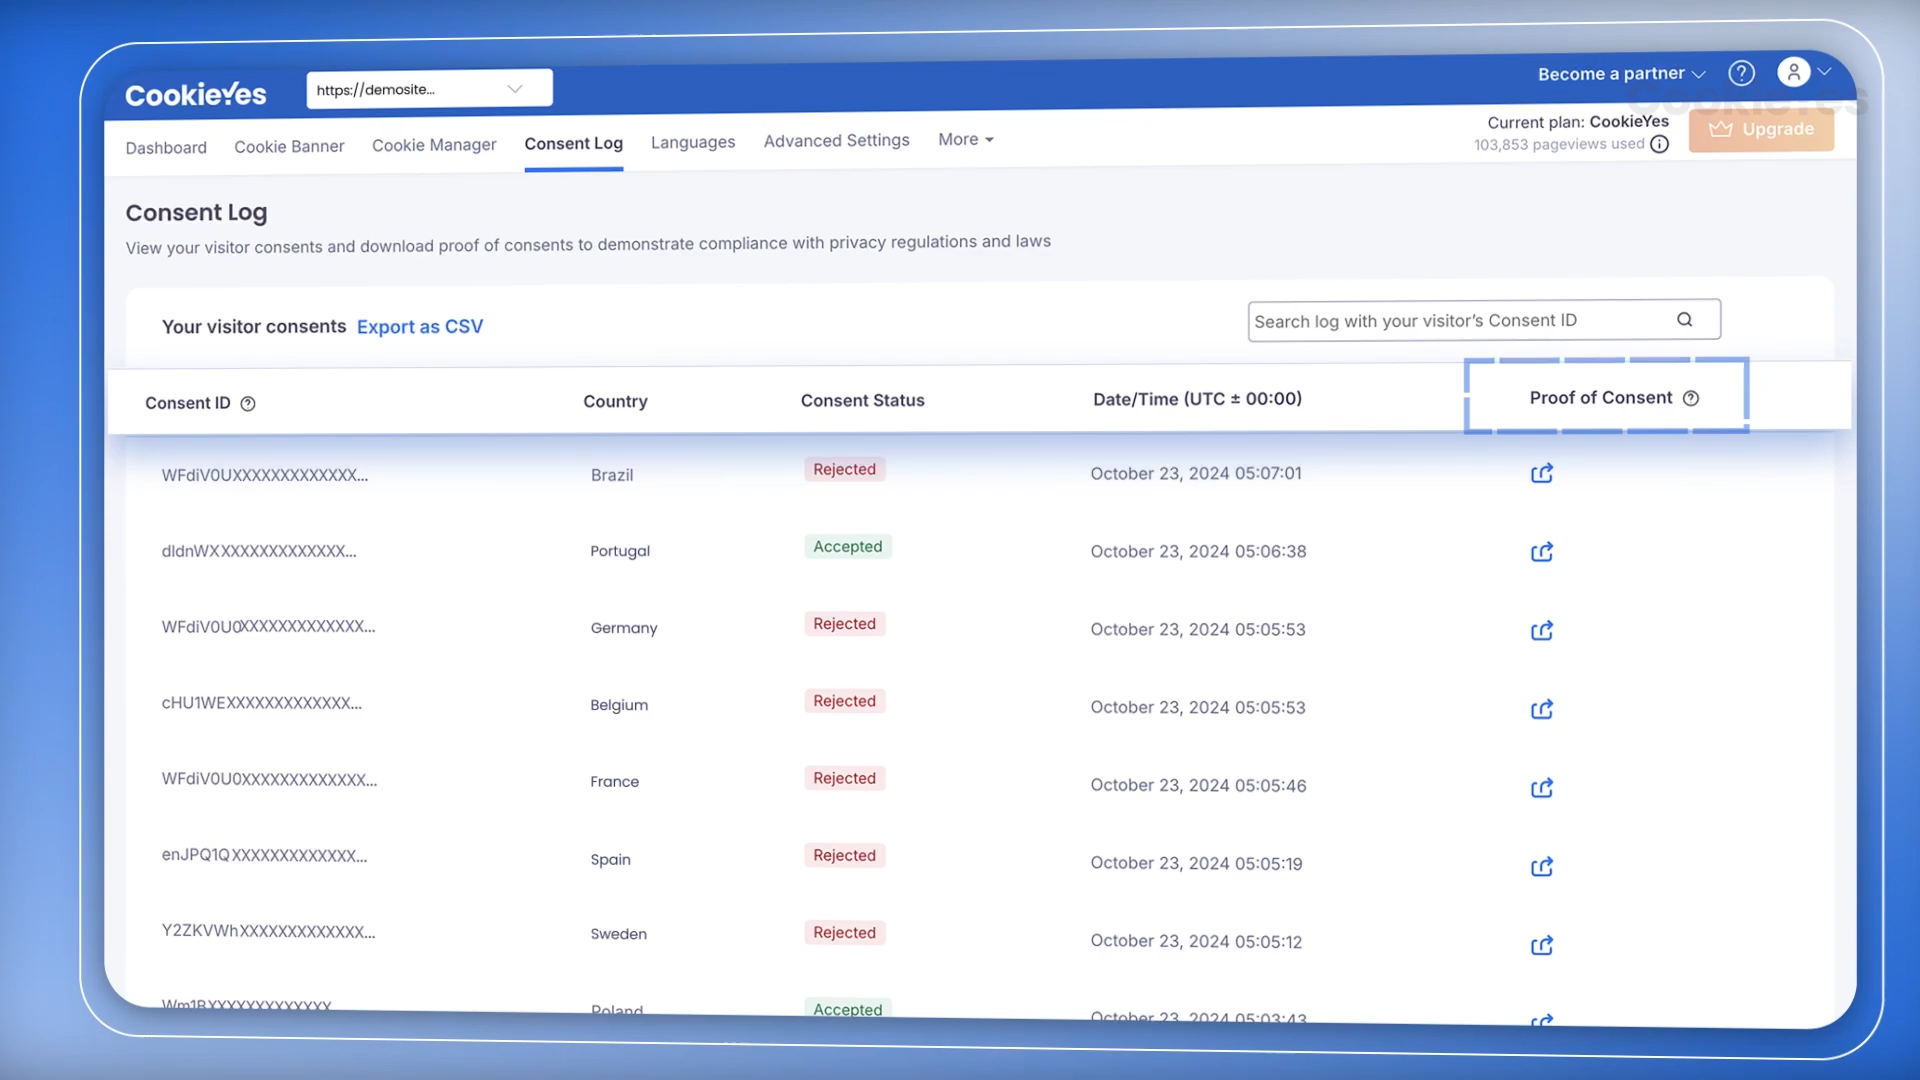 CookieYes
https://demosite...
Become a partner
CookieYes
Dashboard Cookie Banner Cookie Manager Consent Log Languages Advanced Settings More
Current plan: CookieYes
103,853 pageviews used
Upgrade
Consent Log
View your visitor consents and download proof of consents to demonstrate compliance with privacy regulations and laws
Your visitor consents Export as CSV
Search log with your visitor's Consent ID
Consent ID Country Consent Status Date/Time (UTC ± 00:00) Proof of Consent
WFdiV0UXXXXXXXXXXXXX... Brazil Rejected October 23, 2024 05:07:01
dldnWXXXXXXXXXXXXXX... Portugal Accepted October 23, 2024 05:06:38
WFdiV0U0XXXXXXXXXXXXX... Germany Rejected October 23, 2024 05:05:53
cHU1WEXXXXXXXXXXXXX... Belgium Rejected October 23, 2024 05:05:53
WFdiV0U0XXXXXXXXXXXXX... France Rejected October 23, 2024 05:05:46
enJPQ1QXXXXXXXXXXXXX... Spain Rejected October 23, 2024 05:05:19
Y2ZKVWhXXXXXXXXXXXXX... Sweden Rejected October 23, 2024 05:05:12
Wm1BXXXXXXXXXXXXX Poland Accepted October 23, 2024 05:03:43